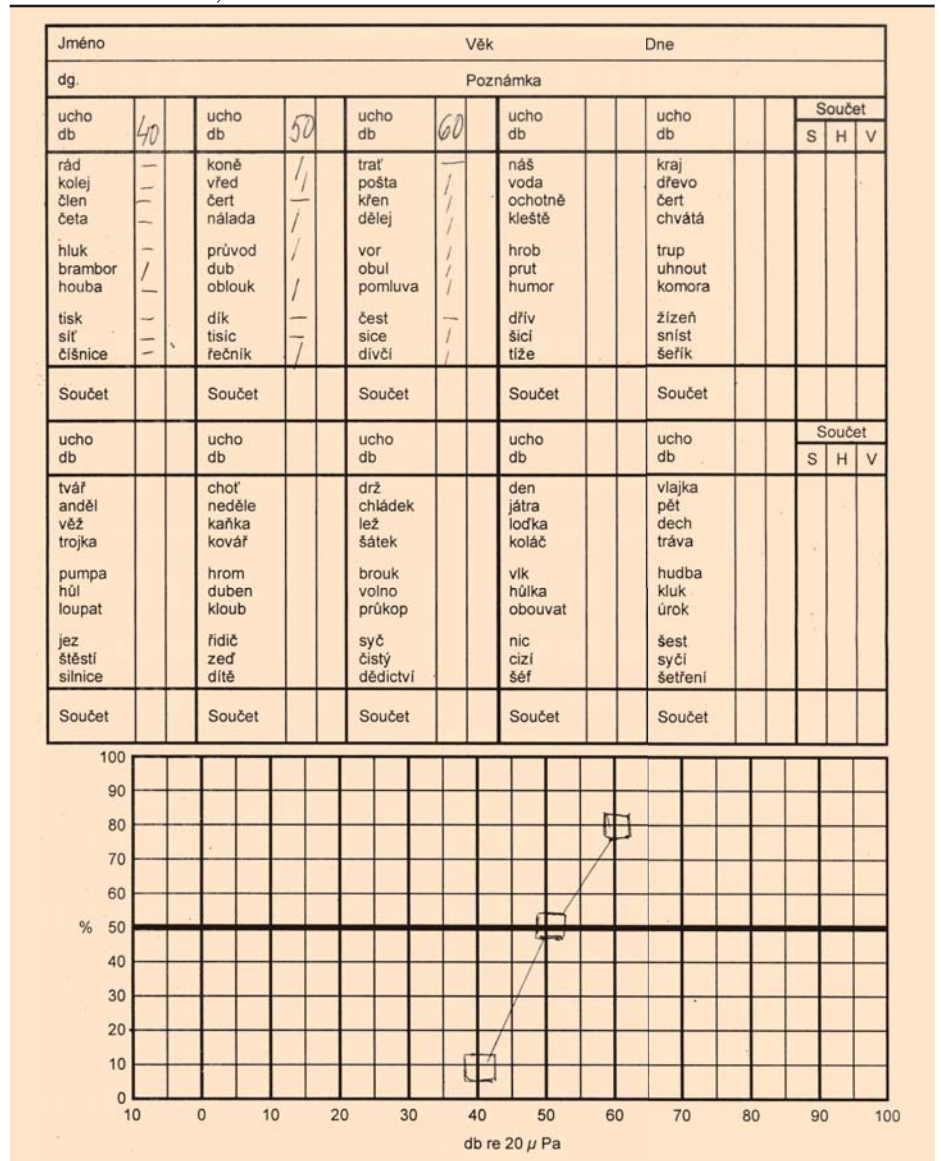 Jméno Věk Dne
dg. Poznámka
ucho ucho ucho ucho ucho Součet
db 40 db 50 db 60 db db S H V
rád – koně / trať – náš kraj
kolej – vřed / pošta / voda dřevo
člen – čert – křen / ochotně čert
četa – nálada / dělej / kleště chvátá
hluk – průvod / vor / hrob trup
brambor / dub obul / prut uhnout
houba – oblouk / pomluva / humor komora
tisk – dík – čest – dřív žízeň
síť – tisíc – sice / šicí sníst
číšnice – řečník / dívčí / tíže šeřík
Součet Součet Součet Součet Součet
ucho ucho ucho ucho ucho Součet
db db db db db S H V
tvář choť drž den vlajka
anděl neděle chládek játra pět
věž kaňka lež loďka dech
trojka kovář šátek koláč tráva
pumpa hrom brouk vlk hudba
hůl duben volno hůlka kluk
loupat kloub průkop obouvat úrok
jez řidič syč nic šest
štěstí zeď čistý cizí syčí
silnice dítě dědictví šéf šetření
Součet Součet Součet Součet Součet
100
90
80
70
60
% 50
40
30
20
10
0
10 0 10 20 30 40 50 60 70 80 90 100
db re 20 µ Pa